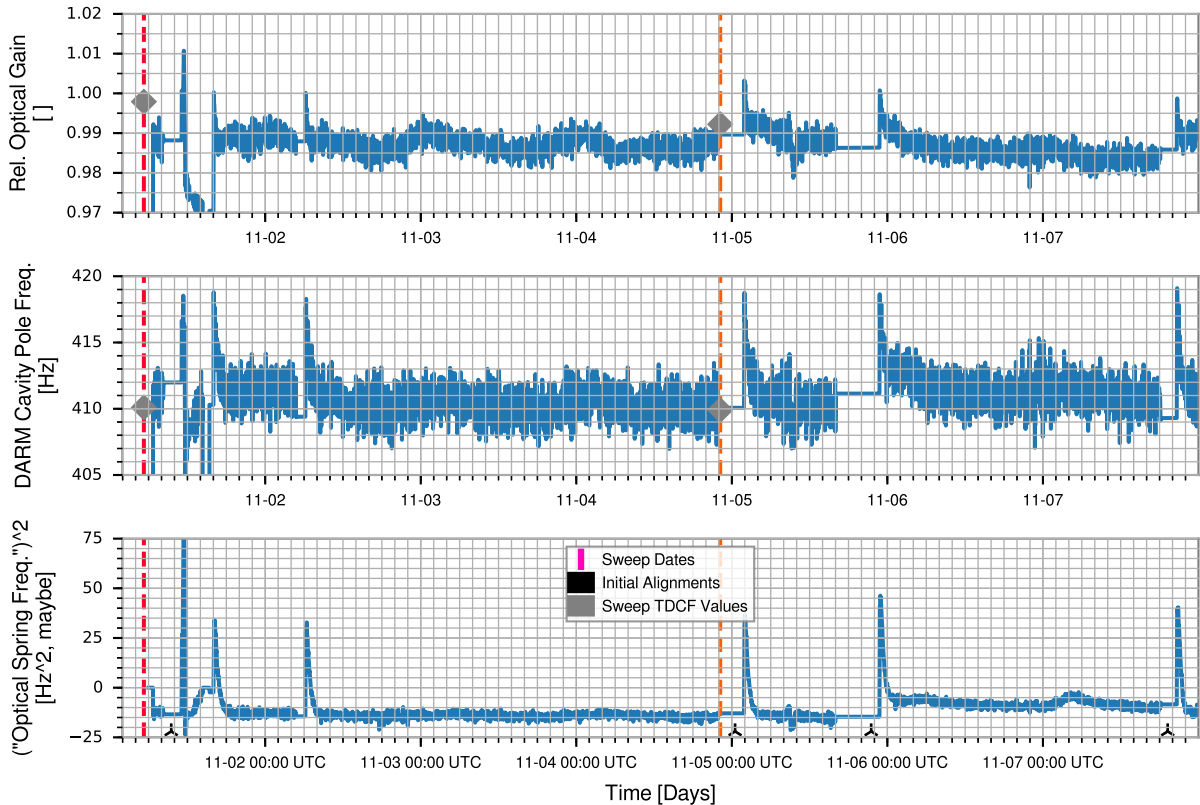 1.02
1.01
1.00
0.99
0.98
0.97
Rel. Optical Gain
[ ]
11-02 11-03 11-04 11-05 11-06 11-07
420
415
410
405
DARM Cavity Pole Freq.
[Hz]
11-02 11-03 11-04 11-05 11-06 11-07
75
50
25
0
−25
("Optical Spring Freq.")^2
[Hz^2, maybe]
Sweep Dates
Initial Alignments
Sweep TDCF Values
11-02 00:00 UTC 11-03 00:00 UTC 11-04 00:00 UTC 11-05 00:00 UTC 11-06 00:00 UTC 11-07 00:00 UTC
Time [Days]